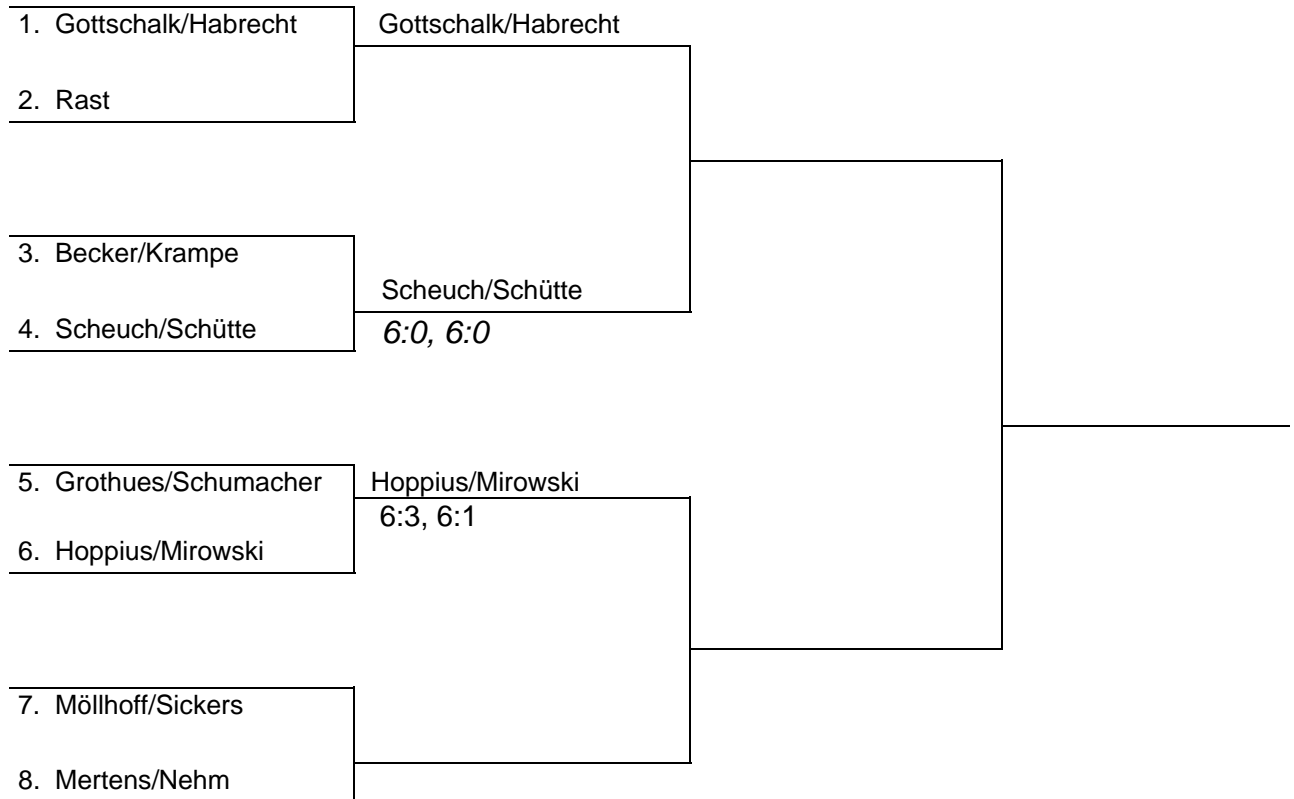 1. Gottschalk/Habrecht
Gottschalk/Habrecht
2. Rast
3. Becker/Krampe
Scheuch/Schütte
4. Scheuch/Schütte
6:0, 6:0
5. Grothues/Schumacher
Hoppius/Mirowski
6:3, 6:1
6. Hoppius/Mirowski
7. Möllhoff/Sickers
8. Mertens/Nehm